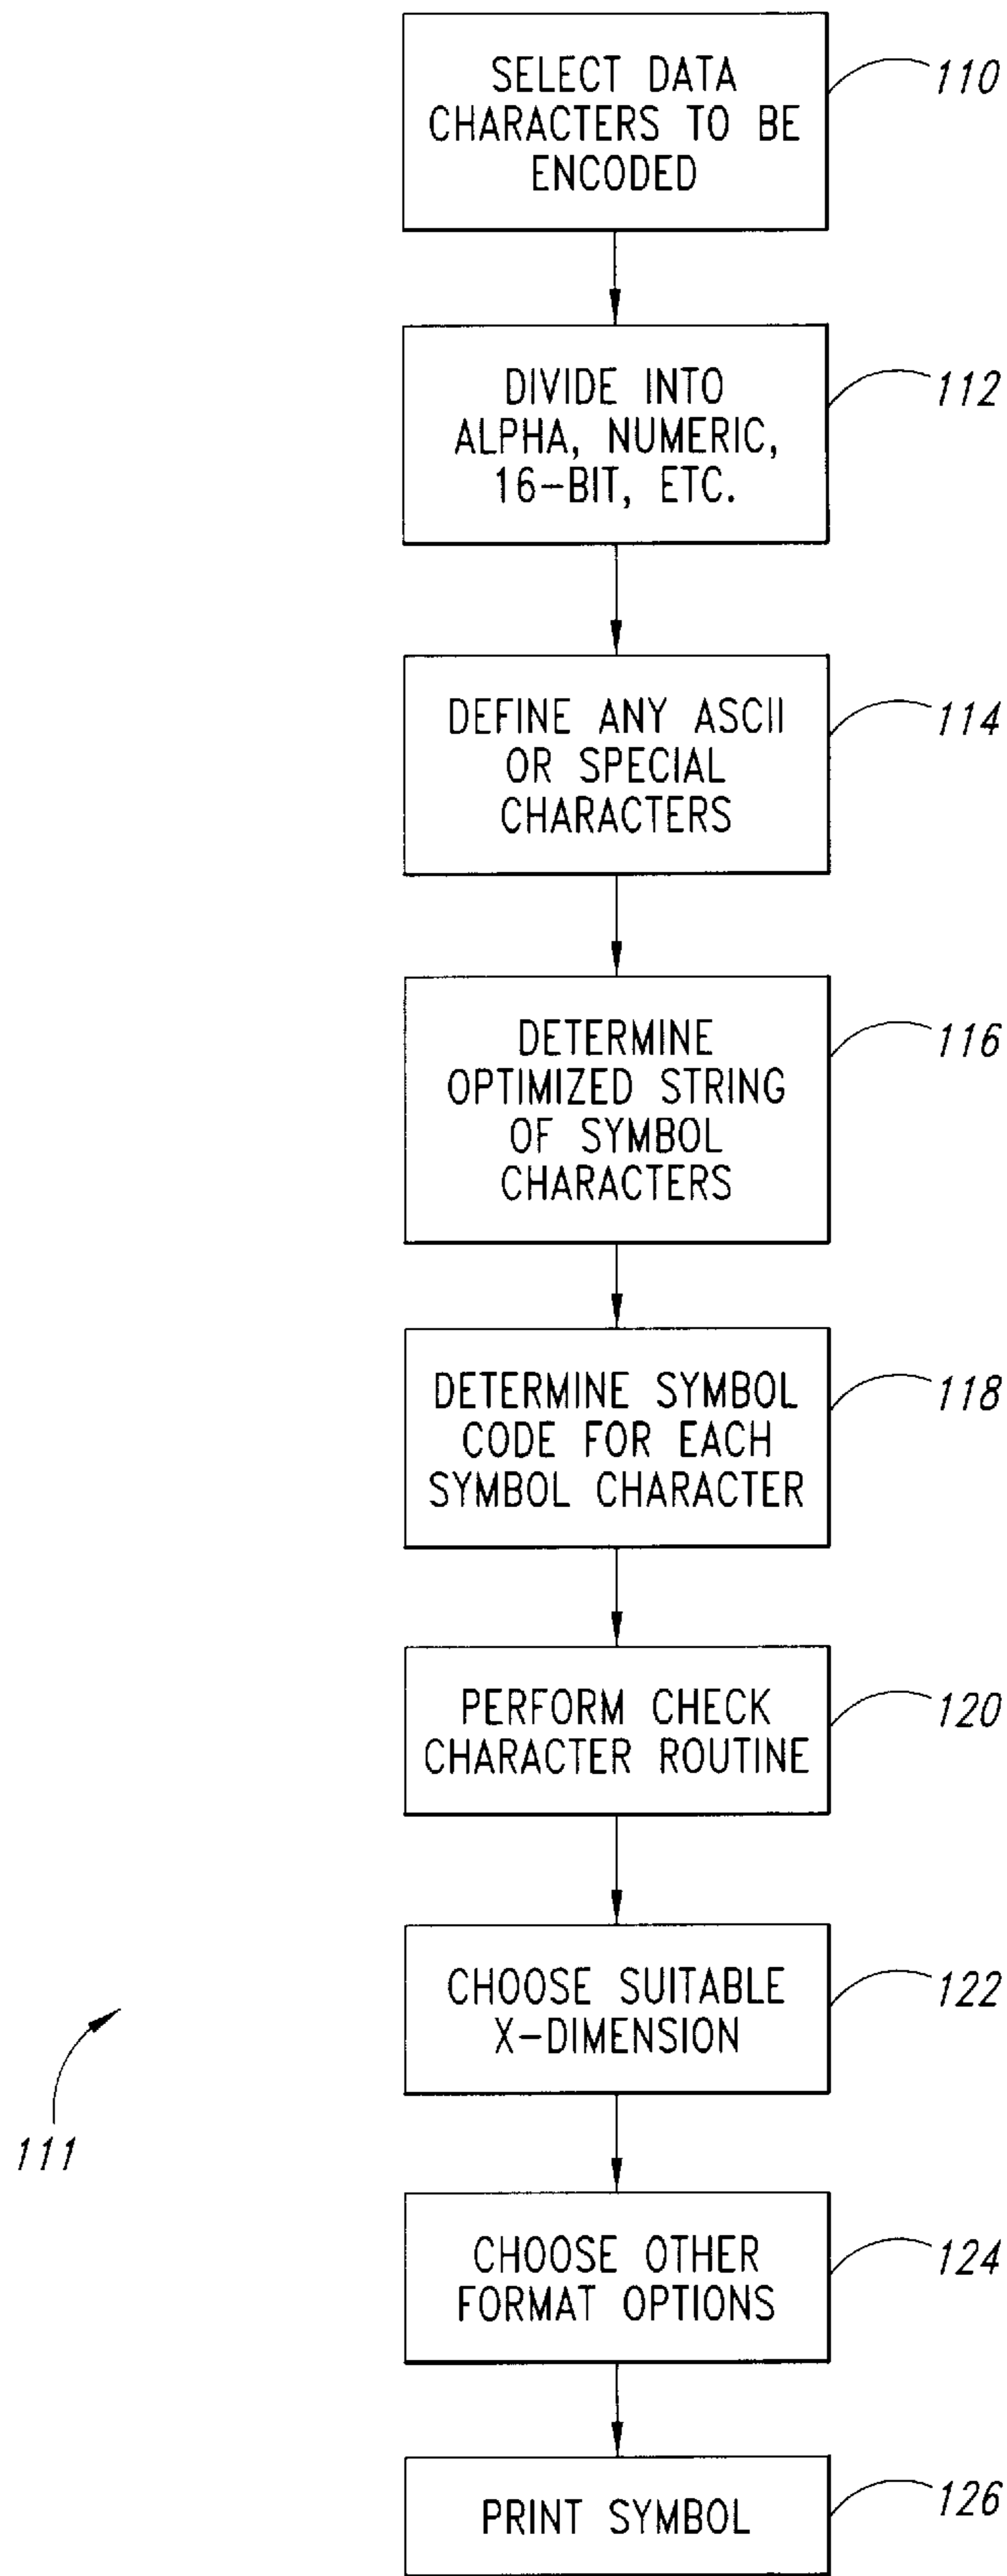 SELECT DATA
CHARACTERS TO BE
ENCODED
110
DIVIDE INTO
ALPHA, NUMERIC,
16-BIT, ETC.
112
DEFINE ANY ASCII
OR SPECIAL
CHARACTERS
114
DETERMINE
OPTIMIZED STRING
OF SYMBOL
CHARACTERS
116
DETERMINE SYMBOL
CODE FOR EACH
SYMBOL CHARACTER
118
PERFORM CHECK
CHARACTER ROUTINE
120
CHOOSE SUITABLE
X-DIMENSION
122
111
CHOOSE OTHER
FORMAT OPTIONS
124
PRINT SYMBOL
126